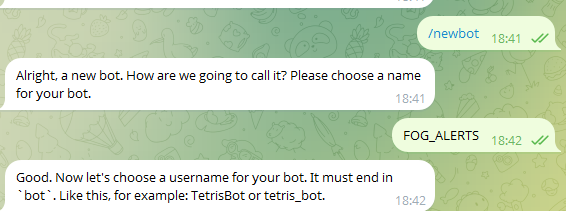 /newbot 18:41
Alright, a new bot. How are we going to call it? Please choose a name
for your bot.
18:41
FOG_ALERTS 18:42
Good. Now let's choose a username for your bot. It must end in
`bot`. Like this, for example: TetrisBot or tetris_bot.
18:42